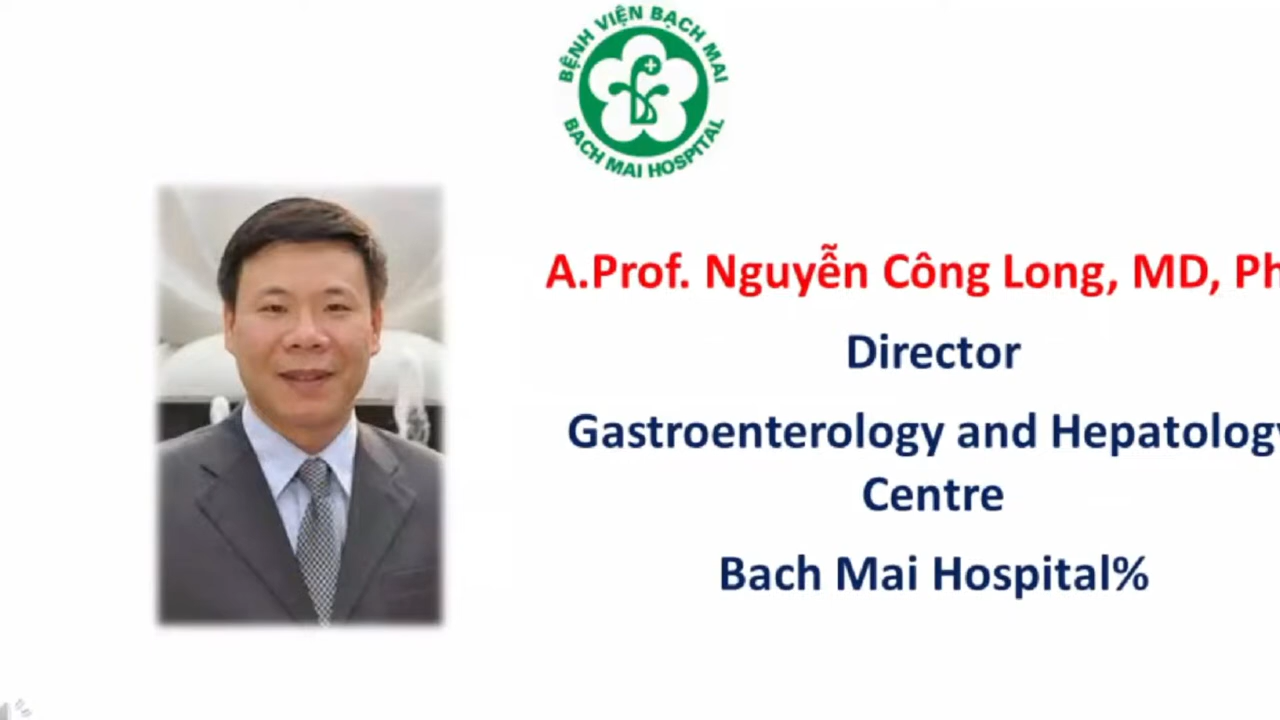 BỆNH VIỆN BẠCH MAI
BACH MAI HOSPITAL
A.Prof. Nguyễn Công Long, MD, Ph
Director
Gastroenterology and Hepatology
Centre
Bach Mai Hospital%